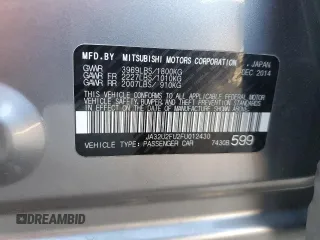 MFD. BY MITSUBISHI MOTORS CORPORATION, JAPAN
GVWR 3969LBS/1800KG DEC 2014
GAWR FR 2227LBS/1010KG
GAWR RR 2007LBS/ 910KG
THIS VEHICLE CONFORMS TO ALL
APPLICABLE FEDERAL MOTOR
VEHICLE SAFETY, BUMPER, AND
THEFT PREVENTION STANDARDS IN
EFFECT ON THE DATE OF
MANUFACTURE SHOWN ABOVE.
JA32U2FU2FU012430
VEHICLE TYPE: PASSENGER CAR 7430B599
DREAMBID